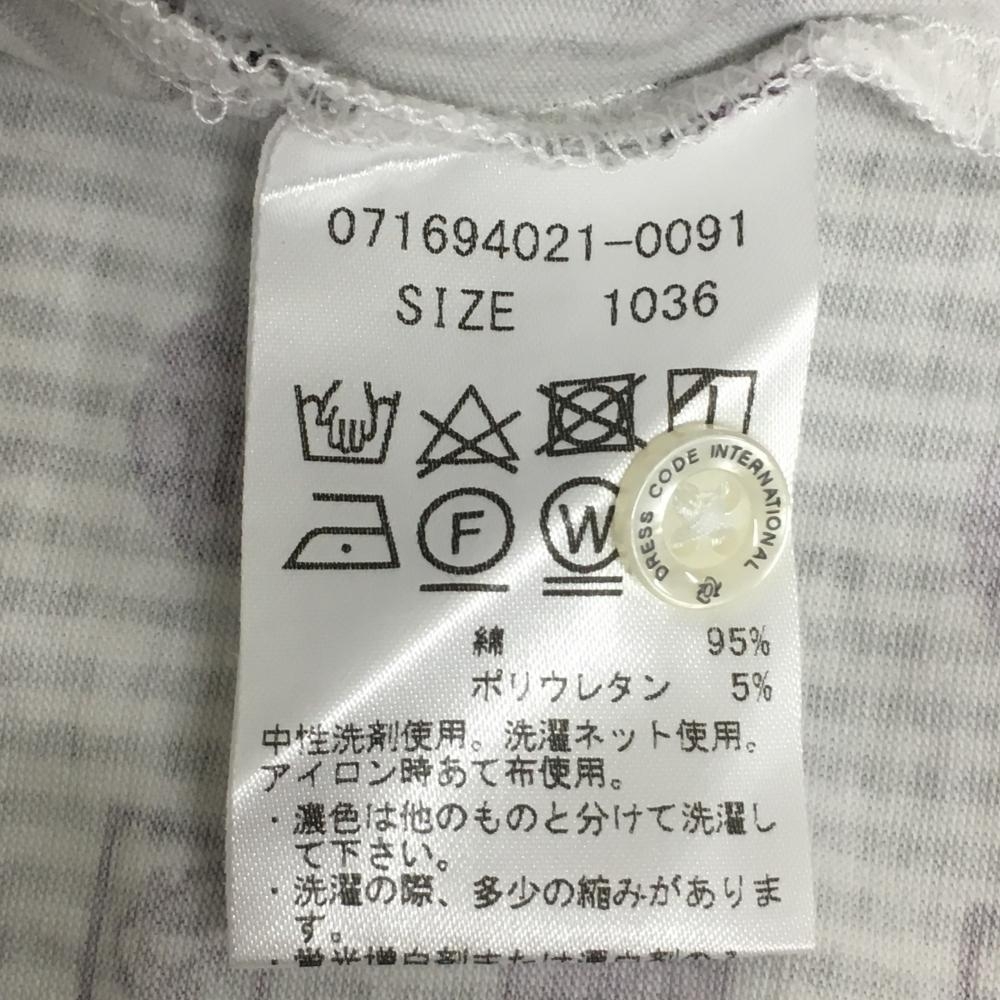 071694021-0091
SIZE 1036
F
W
DRESS CODE INTERNATIONAL
綿 95%
ポリウレタン 5%
中性洗剤使用。洗濯ネット使用。
アイロン時あて布使用。
・濃色は他のものと分けて洗濯し
て下さい。
・洗濯の際、多少の縮みがありま
す。